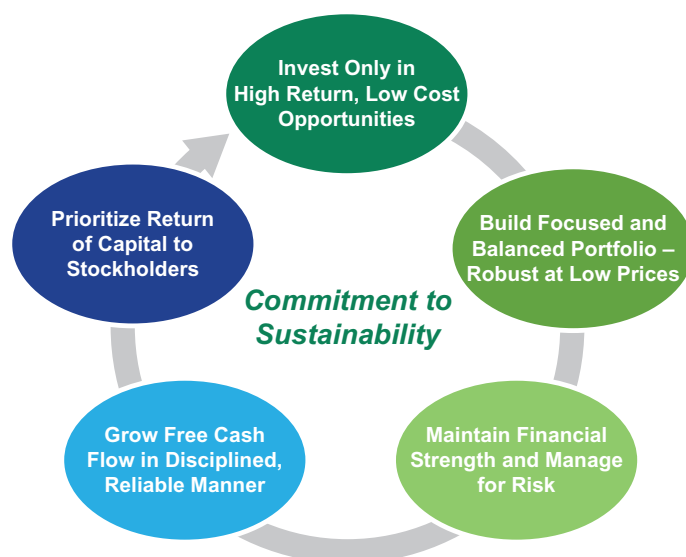 Invest Only in
High Return, Low Cost
Opportunities
Build Focused and
Balanced Portfolio –
Robust at Low Prices
Maintain Financial
Strength and Manage
for Risk
Grow Free Cash
Flow in Disciplined,
Reliable Manner
Prioritize Return
of Capital to
Stockholders
Commitment to
Sustainability